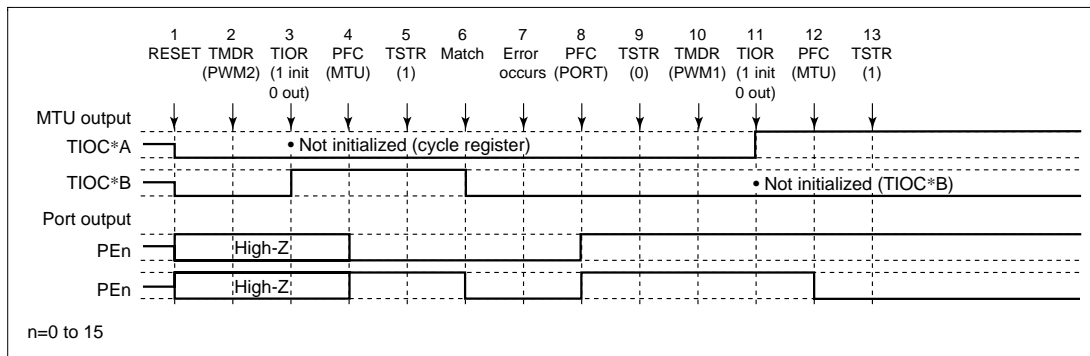 1 2 3 4 5 6 7 8 9 10 11 12 13
RESET TMDR TIOR PFC TSTR Match Error PFC TSTR TMDR TIOR PFC TSTR
(PWM2) (1 init (MTU) (1) occurs (PORT) (0) (PWM1) (1 init (MTU) (1)
0 out) 0 out)
MTU output
TIOC*A • Not initialized (cycle register)
TIOC*B • Not initialized (TIOC*B)
Port output
PEn High-Z
PEn High-Z
n=0 to 15